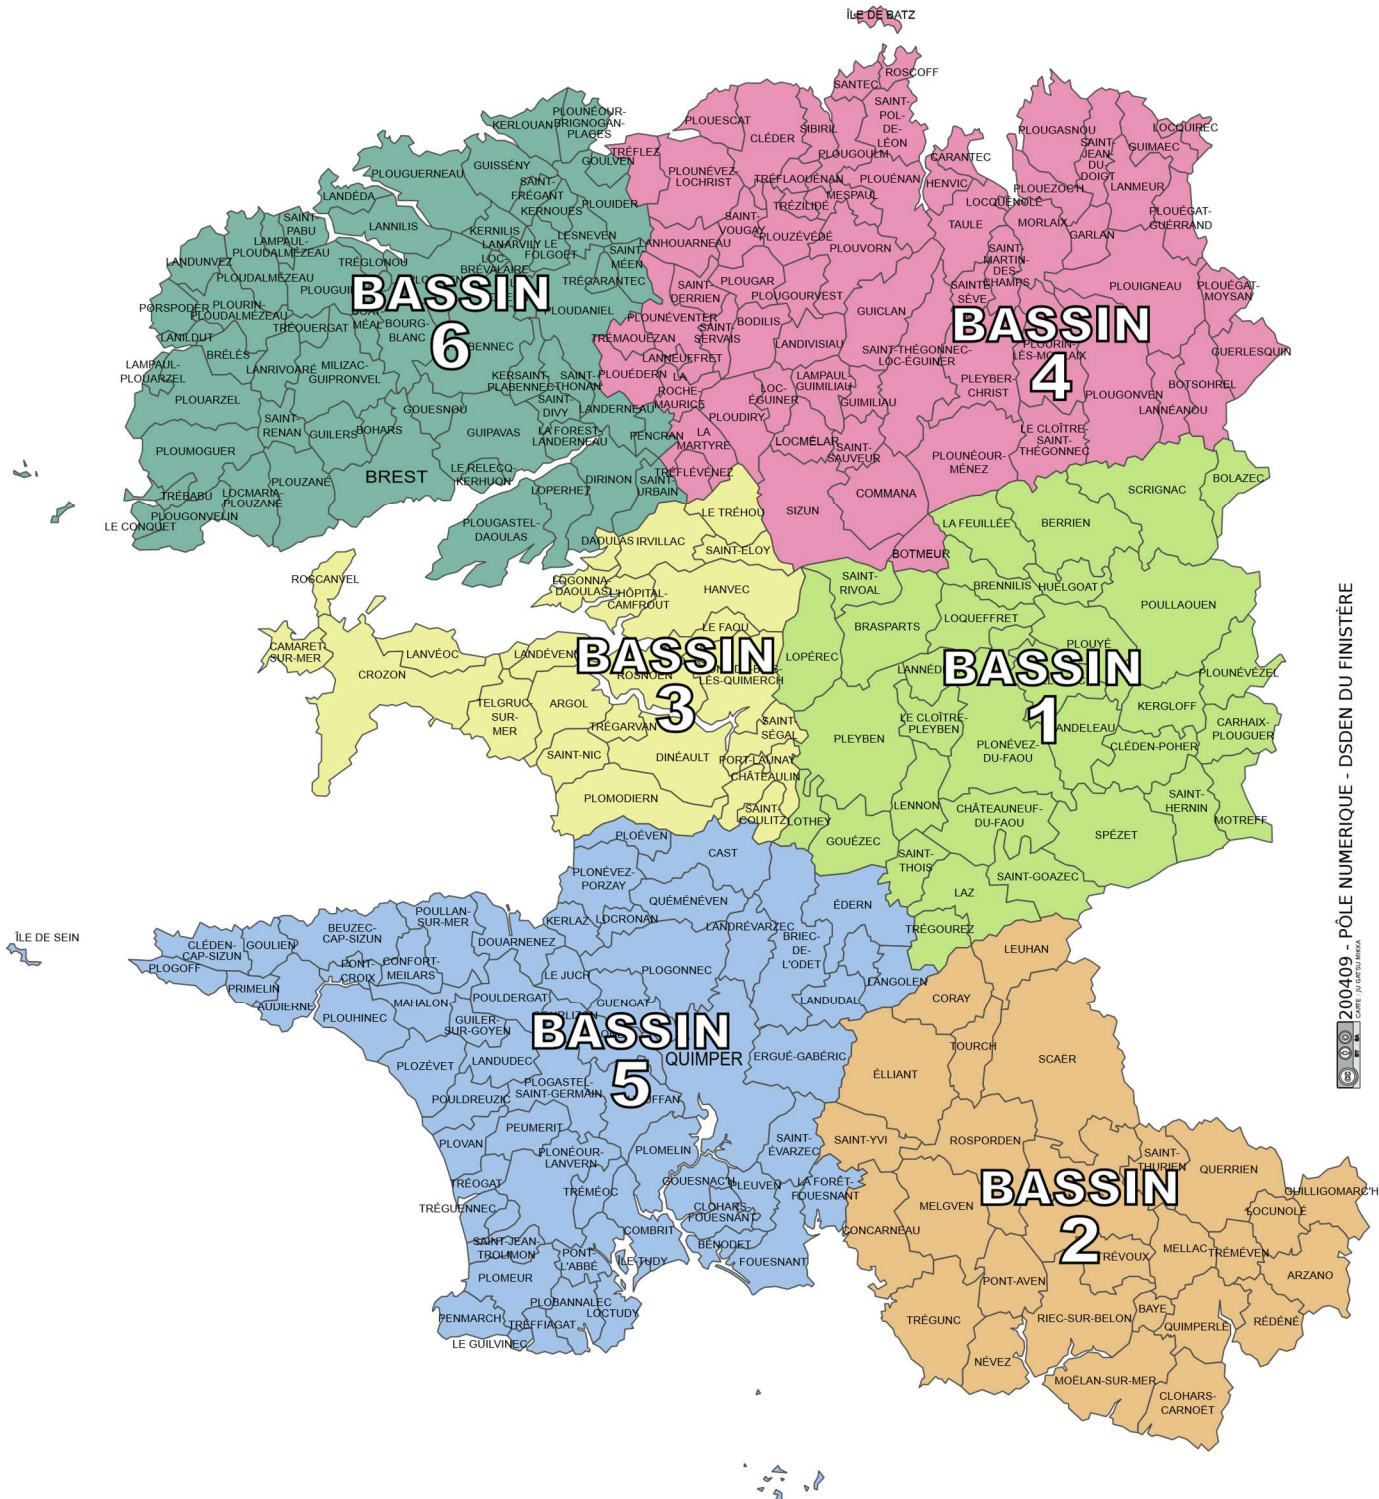 ÎLE DE BATZ
ROSCOFF
SANTEC
SAINT-
POL-
DE-
LÉON
PLOUESCAT
CLÉDER
SIBIRIL
PLOUGOULM
TRÉFLEZ
PLOUNÉVEZ-
LOCHRIST
TRÉFLAOUÉNAN
PLOUÉNAN
MESPAUL
TRÉZILIDÉ
CARANTEC
HENVIC
LOCQUÉNOLÉ
TAULE
PLOUGASNOU
SAINT-
JEAN-
DU-
DOIGT
LOCQUIREC
GUIMAEC
PLOUEZOC'H
LANMEUR
MORLAIX
GARLAN
PLOUÉGAT-
GUÉRRAND
LANHOUARNEAU
SAINT-
VOUGAY
PLOUZÉVÉDÉ
PLOUVORN
SAINT-
MARTIN-
DES-
CHAMPS
SAINTE-
SÈVE
PLOUIGNEAU
PLOUÉGAT-
MOYSAN
SAINT-
DERRIEN
PLOUGAR
PLOUGOURVEST
GUICLAN
PLOUNÉVENTER
SAINT-
SERVAIS
BODILIS
LANDIVISIAU
TRÉMAOUEZAN
LANNEUFFRET
SAINT-THÉGONNEC-
LOC-ÉGUINER
BASSIN
4
PLOURIN-
LÈS-MORLAIX
GUERLESQUIN
PLOUÉDERN
LA
ROCHE-
MAURICE
LOC-
ÉGUINER
LAMPAUL-
GUIMILIAU
GUIMILIAU
PLEYBER-
CHRIST
PLOUGONVEN
BOTSOHREL
LANNÉANOU
PLOUDIRY
LA
MARTYRE
LOCMÉLAR
SAINT-
SAUVEUR
LE CLOÎTRE-
SAINT-
THÉGONNEC
PLOUNÉOUR-
MÉNEZ
TRÉFLÉVÉNEZ
SIZUN
COMMANA
BOTMEUR
KERLOUAN
PLOUNÉOUR-
BRIGNOGAN-
PLAGES
GOULVEN
GUISSÉNY
PLOUGUERNEAU
SAINT-
FRÉGANT
KERNOUES
PLOUIDER
LANDÉDA
LANNILIS
KERNILIS
LANARVILY
LE
FOLGOET
LESNEVEN
SAINT-
MÉEN
SAINT-
PABU
LAMPAUL-
PLOUDALMÉZEAU
LANDUNVEZ
PLOUDALMÉZEAU
TRÉGLONOU
LOC-
BRÉVALAIRE
TRÉGARANTEC
PORSPODER
PLOURIN-
PLOUDALMÉZEAU
BASSIN
6
PLOUDANIEL
LANILDUT
TRÉOUERGAT
BOURG-
BLANC
LAMPAUL-
PLOUARZEL
BRÉLÈS
LANRIVOARÉ
MILIZAC-
GUIPRONVEL
KERSAINT-
PLABENNEC
SAINT-
THONAN
PLOUARZEL
GOUESNOU
SAINT-
DIVY
LANDERNEAU
SAINT-
RENAN
GUILERS
BOHARS
GUIPAVAS
LA FOREST-
LANDERNEAU
PENCRAN
PLOUMOGUER
PLOUZANÉ
BREST
LE RELECQ-
KERHUON
LOPERHET
DIRINON
SAINT-
URBAIN
TRÉBABU
LOCMARIA-
PLOUZANÉ
PLOUGONVELIN
LE CONQUET
PLOUGASTEL-
DAOULAS
DAOULAS
IRVILLAC
LE TRÉHOU
SAINT-ELOY
LOGONNA-
DAOULAS
L'HÔPITAL-
CAMFROUT
HANVEC
LE FAOU
ROSCANVEL
CAMARET-
SUR-MER
CROZON
LANVÉOC
BASSIN
3
ROSNOËN
TELGRUC-
SUR-
MER
ARGOL
TRÉGARVAN
SAINT-NIC
DINÉAULT
SAINT-
SÉGAL
PORT-LAUNAY
CHÂTEAULIN
PLOMODIERN
SAINT-
COULITZ
LA FEUILLÉE
BERRIEN
SCRIGNAC
BOLAZEC
SAINT-
RIVOAL
BRENNILIS
HUELGOAT
POULLAOUEN
BRASPARTS
LOQUEFFRET
PLOUYÉ
LOPÉREC
BASSIN
1
PLOUNÉVÉZEL
PLEYBEN
LE CLOÎTRE-
PLEYBEN
PLONÉVEZ-
DU-FAOU
KERGLOFF
CLÉDEN-POHER
CARHAIX-
PLOUGUER
LENNON
CHÂTEAUNEUF-
DU-FAOU
SPÉZET
SAINT-
HERNIN
MOTREFF
LOTHEY
GOUÉZEC
SAINT-
THOIS
LAZ
SAINT-GOAZEC
TRÉGOUREZ
PLOÉVEN
CAST
PLONÉVEZ-
PORZAY
QUÉMÉNÉVEN
KERLAZ
LOCRONAN
LANDRÉVARZEC
BRIEC-
DE-
L'ODET
ÉDERN
LANGOLEN
LANDUDAL
ÎLE DE SEIN
CLÉDEN-
CAP-SIZUN
GOULIEN
BEUZEC-
CAP-SIZUN
POULLAN-
SUR-MER
DOUARNENEZ
PLOGOFF
PRIMELIN
AUDIERNE
PONT-
CROIX
CONFORT-
MEILARS
LE JUCH
PLOGONNEC
PLOUHINEC
MAHALON
POULDERGAT
GUENGAT
GUILER-
SUR-GOYEN
BASSIN
5
QUIMPER
ERGUÉ-GABÉRIC
PLOZÉVET
LANDUDEC
PLOGASTEL-
SAINT-GERMAIN
POULDREUZIC
PEUMERIT
PLOVAN
PLONÉOUR-
LANVERN
PLOMELIN
SAINT-
ÉVARZEC
TRÉOGAT
TRÉMÉOC
GOUESNAC'H
PLEUVEN
LA FORÊT-
FOUESNANT
TRÉGUENNEC
CLOHARS-
FOUESNANT
COMBRIT
BÉNODET
FOUESNANT
SAINT-JEAN-
TROLIMON
PONT-
L'ABBÉ
ÎLE-TUDY
PLOMEUR
PLOBANNALEC
LOCTUDY
PENMARCH
TREFFIAGAT
LE GUILVINEC
LEUHAN
CORAY
TOURCH
SCAËR
ÉLLIANT
SAINT-YVI
ROSPORDEN
SAINT-
THURIEN
QUERRIEN
BASSIN
2
GUILLIGOMARC'H
LOCUNOLÉ
MELGVEN
CONCARNEAU
MELLAC
TRÉMÉVEN
ARZANO
PONT-AVEN
TRÉGUNC
RIEC-SUR-BELON
BAYE
QUIMPERLÉ
RÉDÉNÉ
NÉVEZ
MOËLAN-SUR-MER
CLOHARS-
CARNOËT
200409 - PÔLE NUMERIQUE - DSDEN DU FINISTÈRE